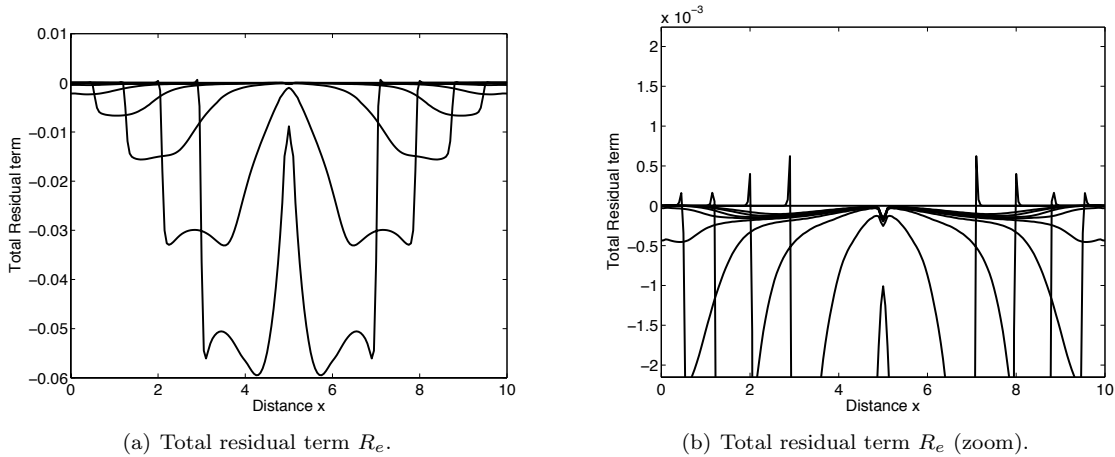 0.01
0
−0.01
−0.02
−0.03
−0.04
−0.05
−0.06
0 2 4 6 8 10
Distance x
Total Residual term
(a) Total residual term R_e.
x 10^−3
2
1.5
1
0.5
0
−0.5
−1
−1.5
−2
0 2 4 6 8 10
Distance x
Total Residual term
(b) Total residual term R_e (zoom).